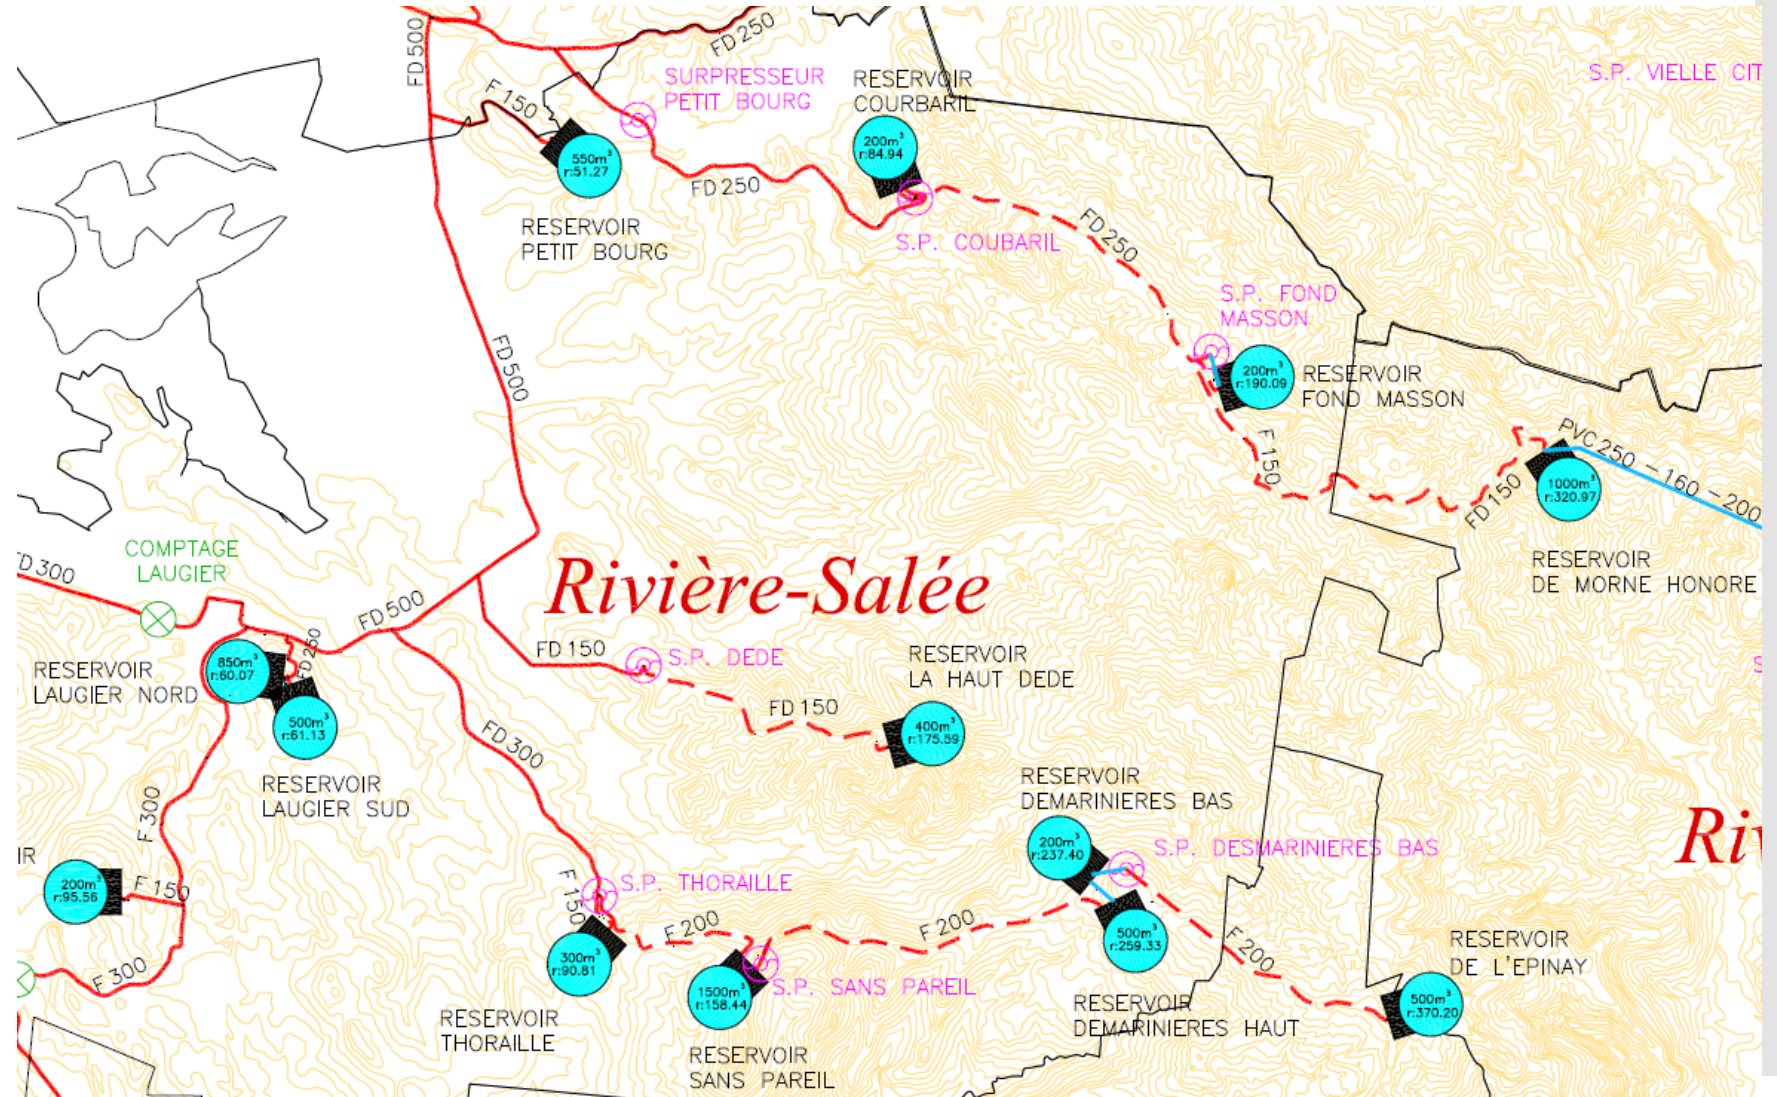 FD 500
FD 250
SURPRESSEUR
PETIT BOURG
RESERVOIR
COURBARIL
S.P. VIELLE CIT
F 150
200m³
r:84.94
550m³
r:51.27
FD 250
RESERVOIR
PETIT BOURG
S.P. COUBARIL
FD 250
S.P. FOND
MASSON
FD 500
200m³
r:190.09
RESERVOIR
FOND MASSON
F 150
PVC 250 - 160 - 200
1000m³
r:320.97
FD 150
RESERVOIR
DE MORNE HONORE
COMPTAGE
LAUGIER
FD 300
Rivière-Salée
FD 500
FD 250
FD 150
S.P. DEDE
RESERVOIR
LA HAUT DEDE
RESERVOIR
LAUGIER NORD
850m³
r:60.07
500m³
r:61.13
FD 150
400m³
r:175.59
FD 300
RESERVOIR
LAUGIER SUD
RESERVOIR
DEMARINIERES BAS
F 300
Riv
IR
200m³
r:237.40
S.P. DESMARINIERES BAS
200m³
r:95.56
F 150
F 150
S.P. THORAILLE
F 200
F 200
500m³
r:259.33
F 200
RESERVOIR
DE L'EPINAY
F 300
300m³
r:90.81
1500m³
r:158.44
S.P. SANS PAREIL
500m³
r:370.20
RESERVOIR
THORAILLE
RESERVOIR
DEMARINIERES HAUT
RESERVOIR
SANS PAREIL